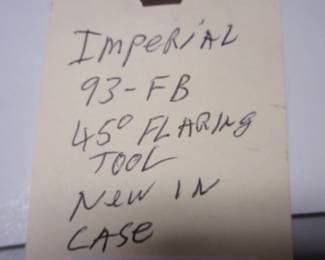 Imperial
93-FB
45° FLARING
TOOL
New IN
CASe